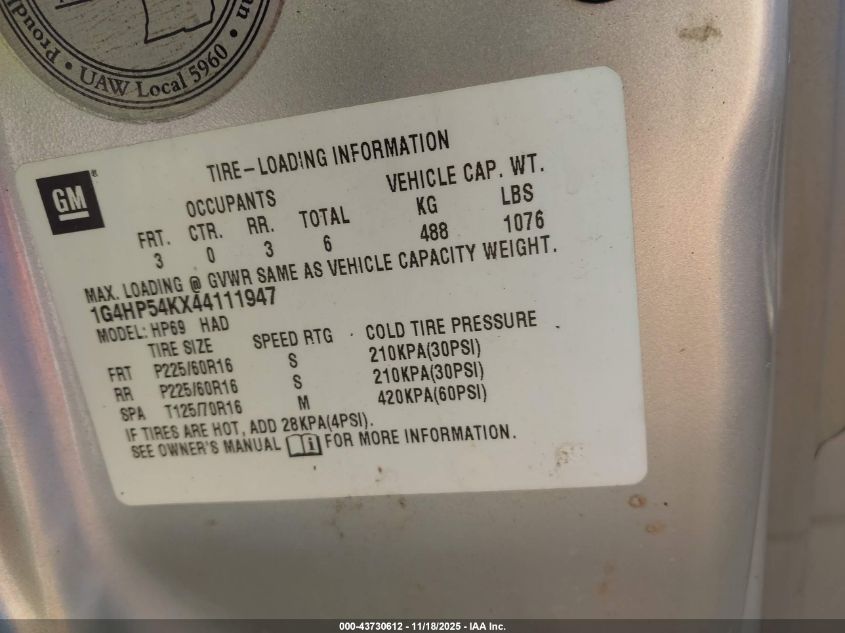 Proudly
UAW Local 5960
GM
TIRE-LOADING INFORMATION
OCCUPANTS VEHICLE CAP. WT.
FRT. CTR. RR. TOTAL KG LBS
3 0 3 6 488 1076
MAX. LOADING @ GVWR SAME AS VEHICLE CAPACITY WEIGHT.
1G4HP54KX44111947
MODEL: HP69 HAD
TIRE SIZE SPEED RTG COLD TIRE PRESSURE
FRT P225/60R16 S 210KPA(30PSI)
RR P225/60R16 S 210KPA(30PSI)
SPA T125/70R16 M 420KPA(60PSI)
IF TIRES ARE HOT, ADD 28KPA(4PSI).
SEE OWNER'S MANUAL FOR MORE INFORMATION.
000-43730612 - 11/18/2025 - IAA Inc.